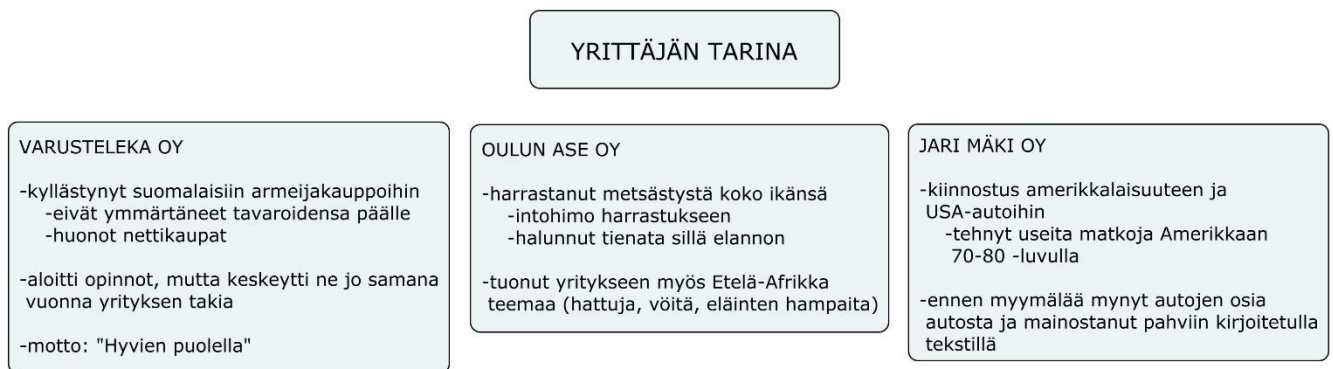 YRITTÄJÄN TARINA
VARUSTELEKA OY
-kyllästynyt suomalaisiin armeijakauppoihin
-eivät ymmärtäneet tavaroidensa päälle
-huonot nettikaupat
-aloitti opinnot, mutta keskeytti ne jo samana
vuonna yrityksen takia
-motto: "Hyvien puolella"
OULUN ASE OY
-harrastanut metsästystä koko ikänsä
-intohimo harrastukseen
-halunnut tienata sillä elannon
-tuonut yritykseen myös Etelä-Afrikka
teemaa (hattuja, vöitä, eläinten hampaita)
JARI MÄKI OY
-kiinnostus amerikkalaisuuteen ja
USA-autoihin
-tehnyt useita matkoja Amerikkaan
70-80 -luvulla
-ennen myymälää mynyt autojen osia
autosta ja mainostanut pahviin kirjoitetulla
tekstillä